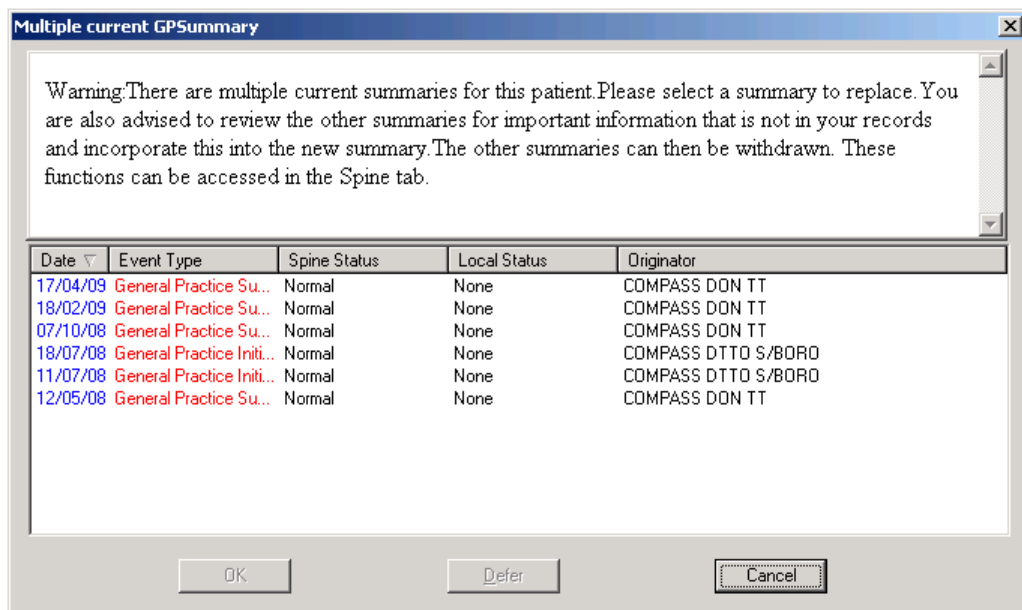 Multiple current GPSummary
Warning:There are multiple current summaries for this patient.Please select a summary to replace. You
are also advised to review the other summaries for important information that is not in your records
and incorporate this into the new summary.The other summaries can then be withdrawn. These
functions can be accessed in the Spine tab.
Date Event Type Spine Status Local Status Originator
17/04/09 General Practice Su... Normal None COMPASS DON TT
18/02/09 General Practice Su... Normal None COMPASS DON TT
07/10/08 General Practice Su... Normal None COMPASS DON TT
18/07/08 General Practice Initi... Normal None COMPASS DTTO S/BORO
11/07/08 General Practice Initi... Normal None COMPASS DTTO S/BORO
12/05/08 General Practice Su... Normal None COMPASS DON TT
OK Defer Cancel